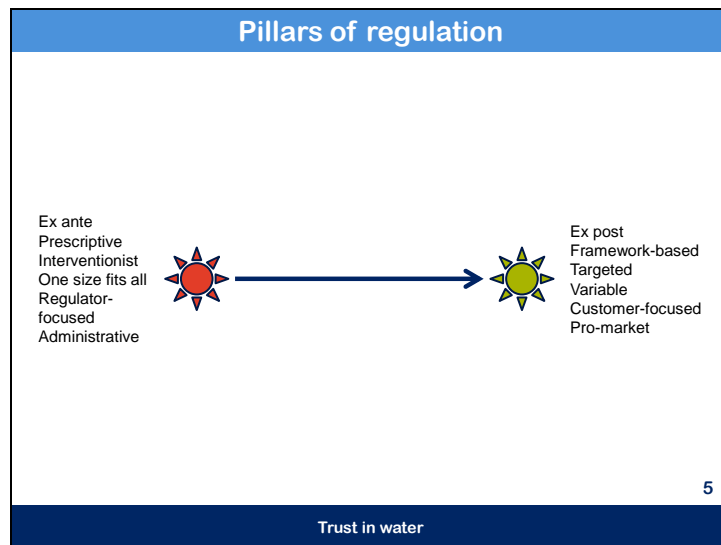 Pillars of regulation
Ex ante
Prescriptive
Interventionist
One size fits all
Regulator-
focused
Administrative
Ex post
Framework-based
Targeted
Variable
Customer-focused
Pro-market
5
Trust in water